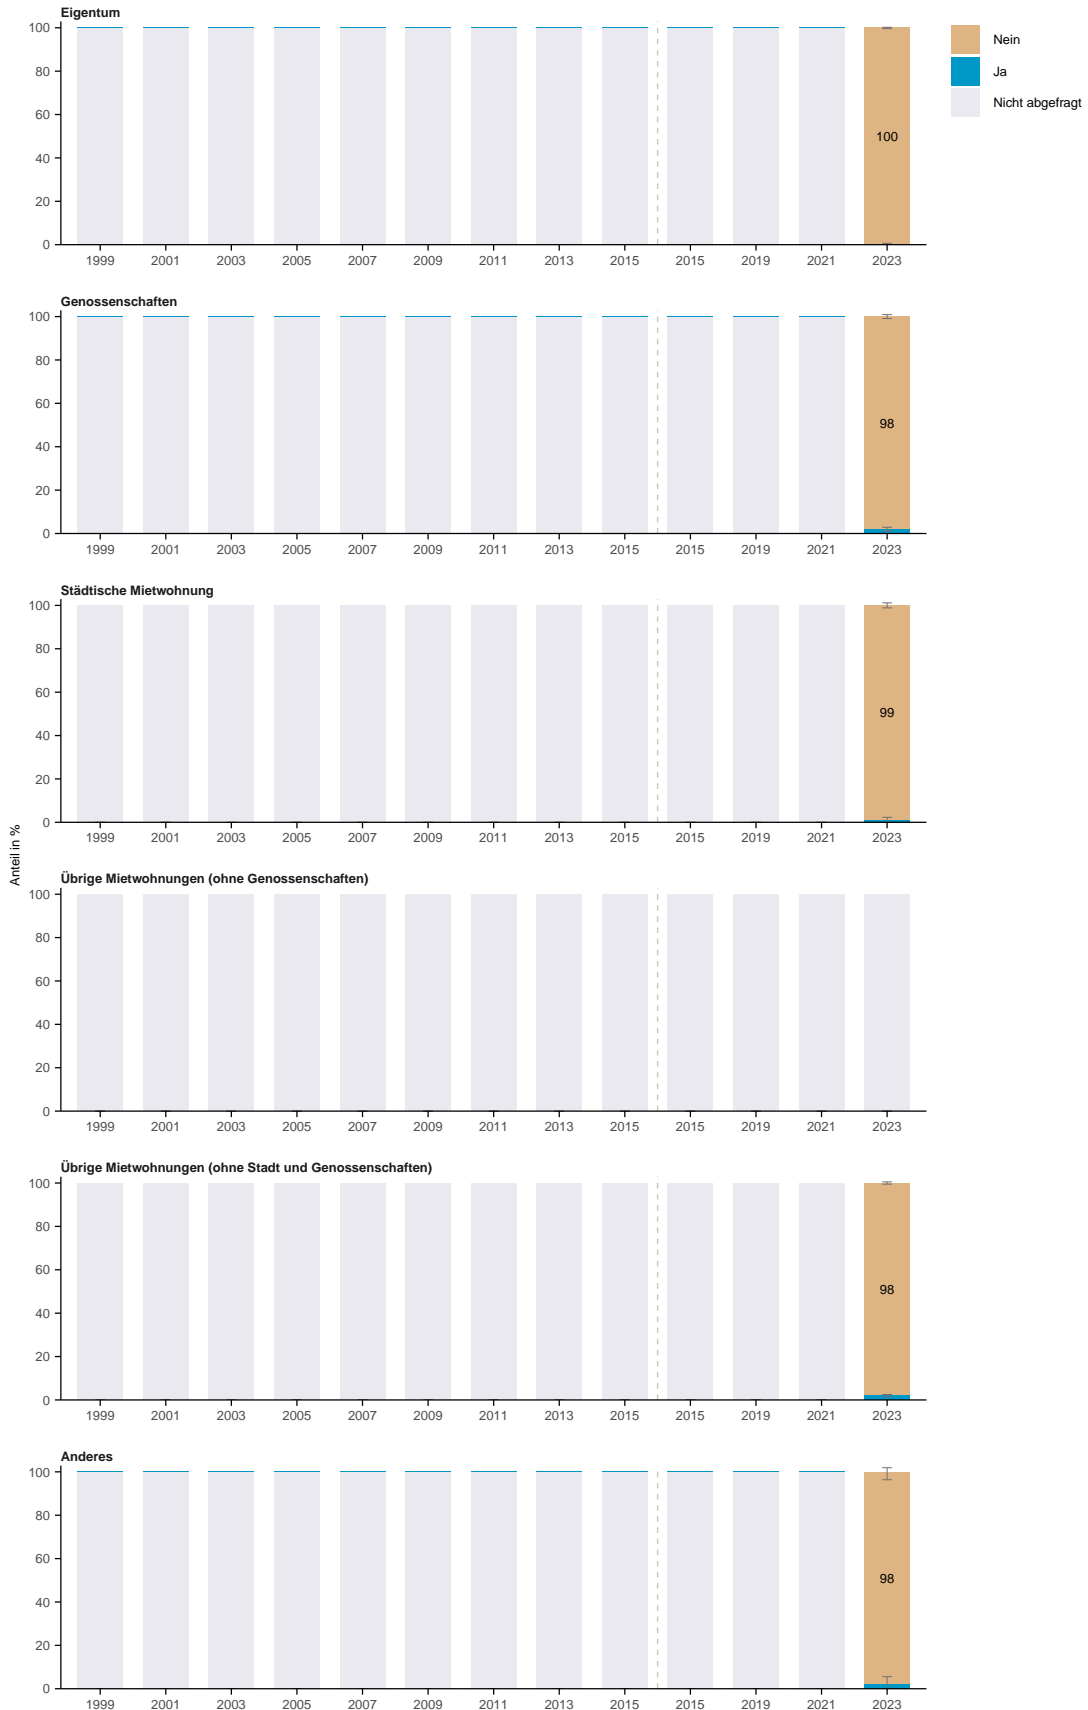 Eigentum
100
80
60
40
20
0
100
1999 2001 2003 2005 2007 2009 2011 2013 2015 2015 2019 2021 2023
Nein
Ja
Nicht abgefragt
Genossenschaften
100
80
60
40
20
0
98
1999 2001 2003 2005 2007 2009 2011 2013 2015 2015 2019 2021 2023
Städtische Mietwohnung
100
80
60
40
20
0
99
1999 2001 2003 2005 2007 2009 2011 2013 2015 2015 2019 2021 2023
Anteil in %
Übrige Mietwohnungen (ohne Genossenschaften)
100
80
60
40
20
0
1999 2001 2003 2005 2007 2009 2011 2013 2015 2015 2019 2021 2023
Übrige Mietwohnungen (ohne Stadt und Genossenschaften)
100
80
60
40
20
0
98
1999 2001 2003 2005 2007 2009 2011 2013 2015 2015 2019 2021 2023
Anderes
100
80
60
40
20
0
98
1999 2001 2003 2005 2007 2009 2011 2013 2015 2015 2019 2021 2023